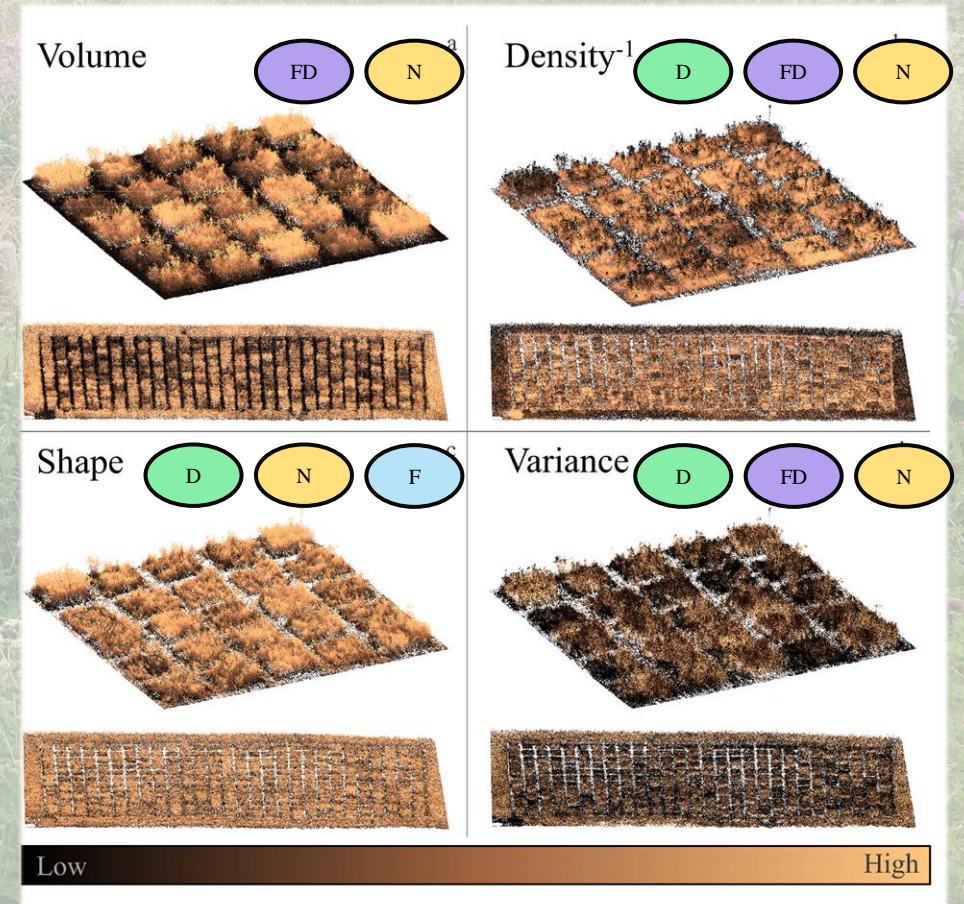 Volume FD N a
Density-1 D FD N
Shape D N F
Variance D FD N
Low High